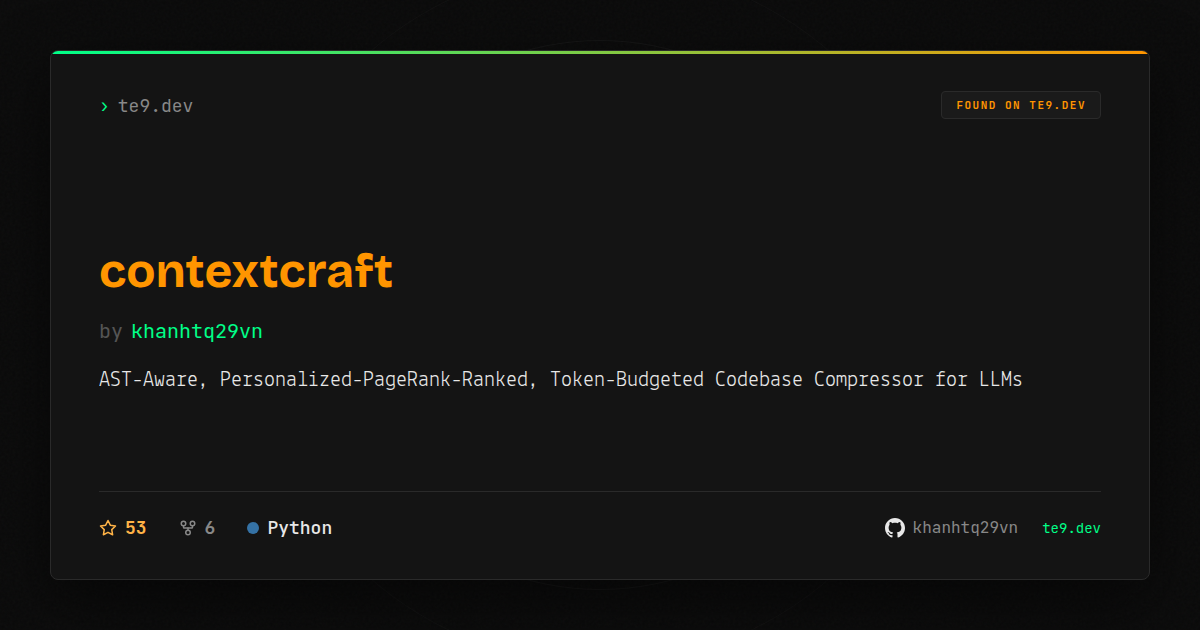 › te9.dev
FOUND ON TE9.DEV
contextcraft
by khanhtq29vn
AST-Aware, Personalized-PageRank-Ranked, Token-Budgeted Codebase Compressor for LLMs
53 6 Python
khanhtq29vn te9.dev